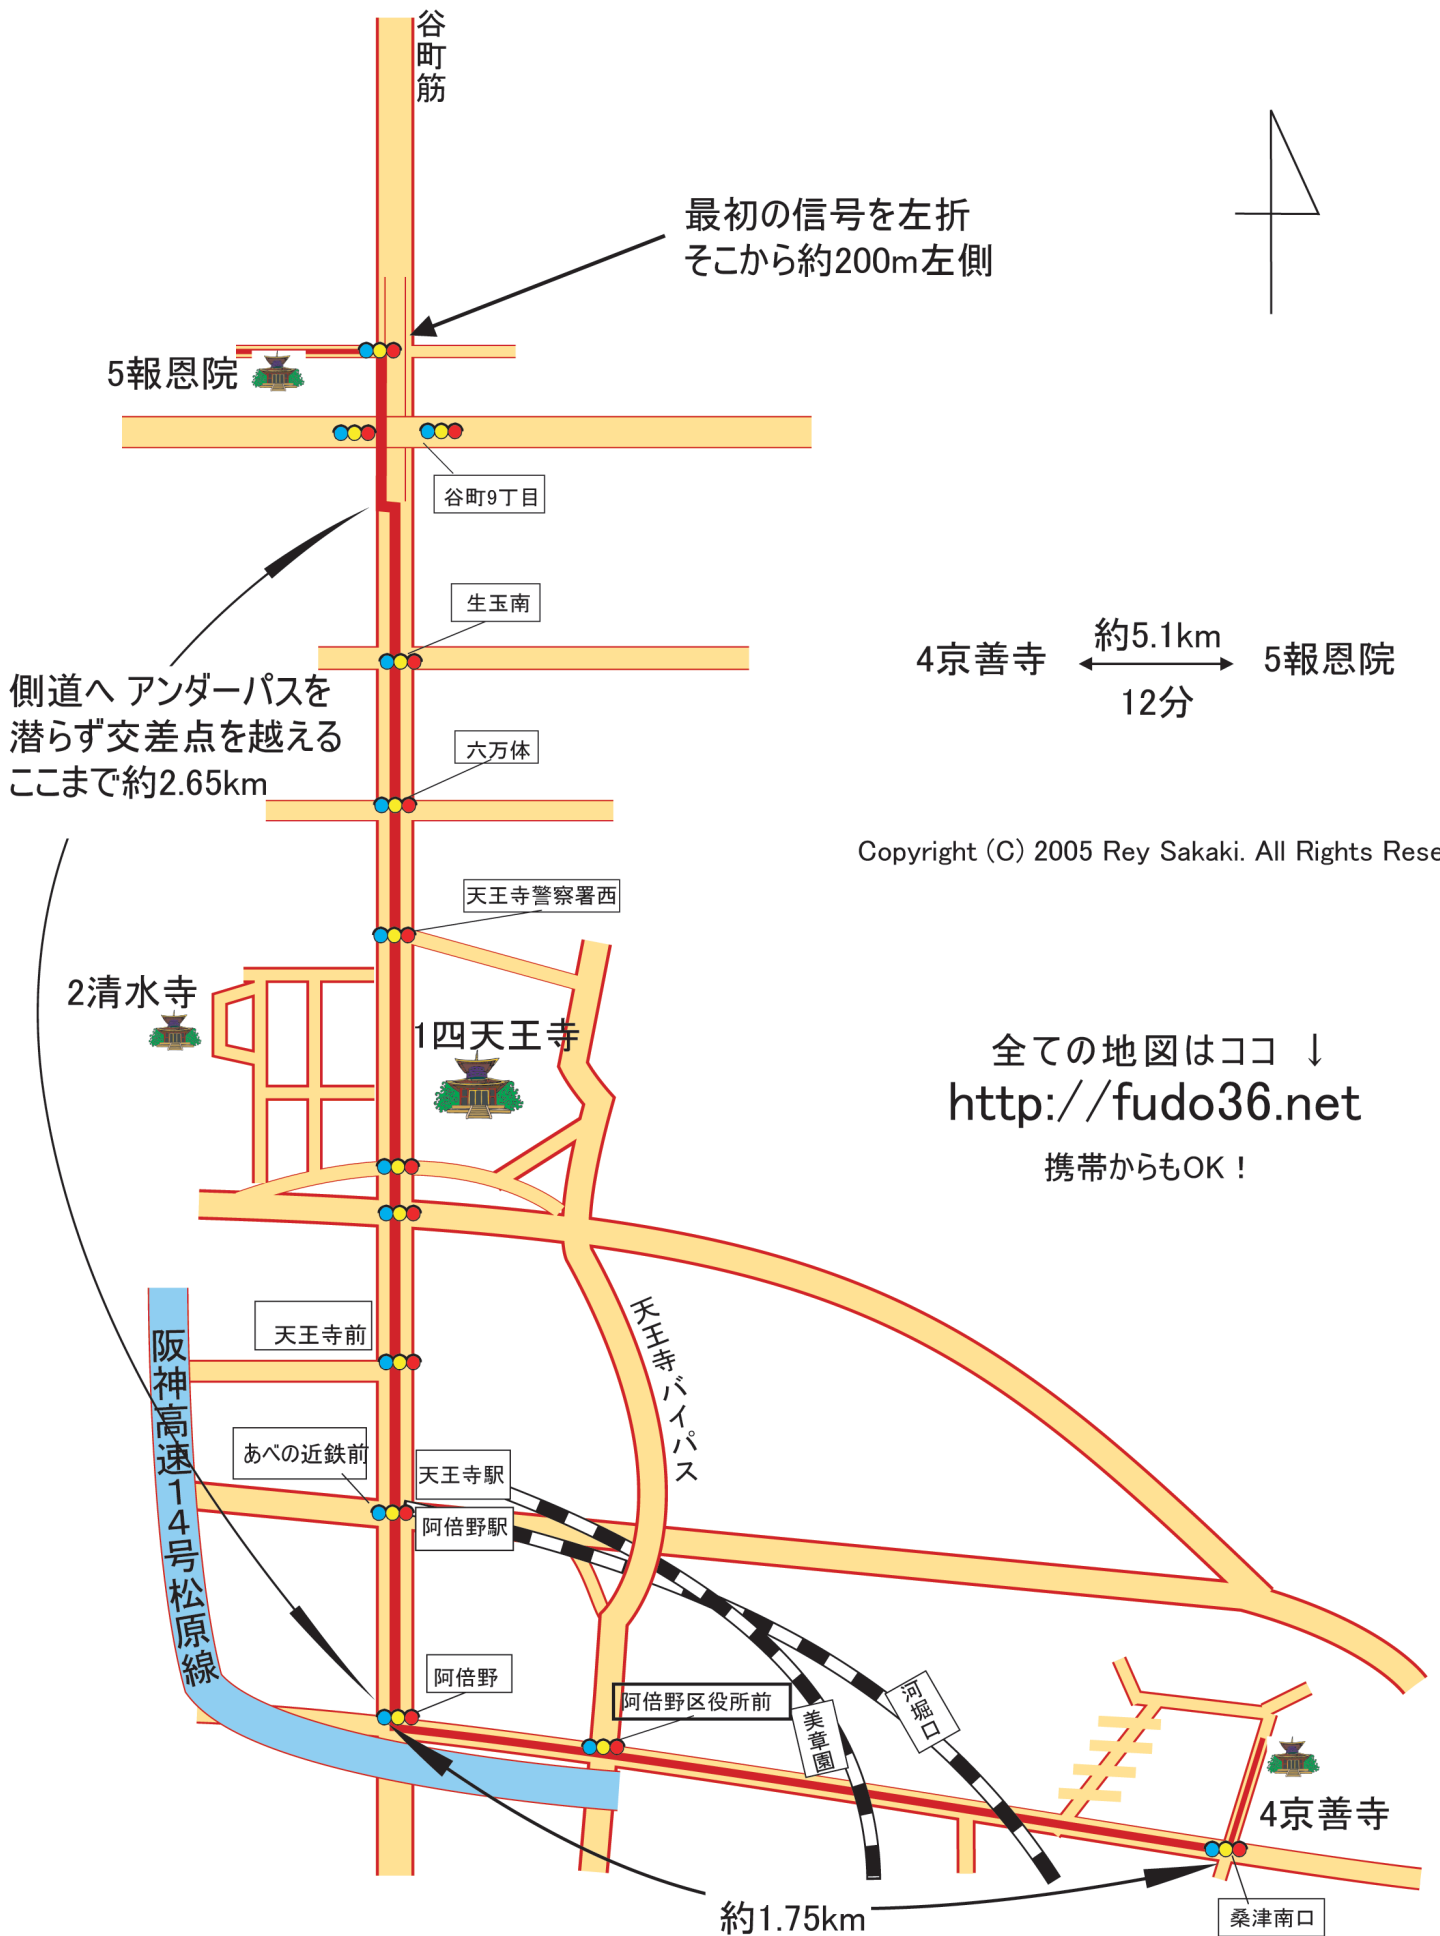 谷町筋
最初の信号を左折
そこから約200m左側
5報恩院
谷町9丁目
生玉南
約5.1km
4京善寺
5報恩院
12分
側道へ アンダーパスを
潜らず交差点を越える
ここまで約2.65km
六万体
Copyright (C) 2005 Rey Sakaki. All Rights Rese
天王寺警察署西
2清水寺
1四天王寺
全ての地図はココ ↓
http://fudo36.net
携帯からもOK！
天王寺前
天王寺バイパス
阪神高速14号松原線
あべの近鉄前
天王寺駅
阿倍野駅
阿倍野
阿倍野区役所前
美章園
河堀口
4京善寺
約1.75km
桑津南口